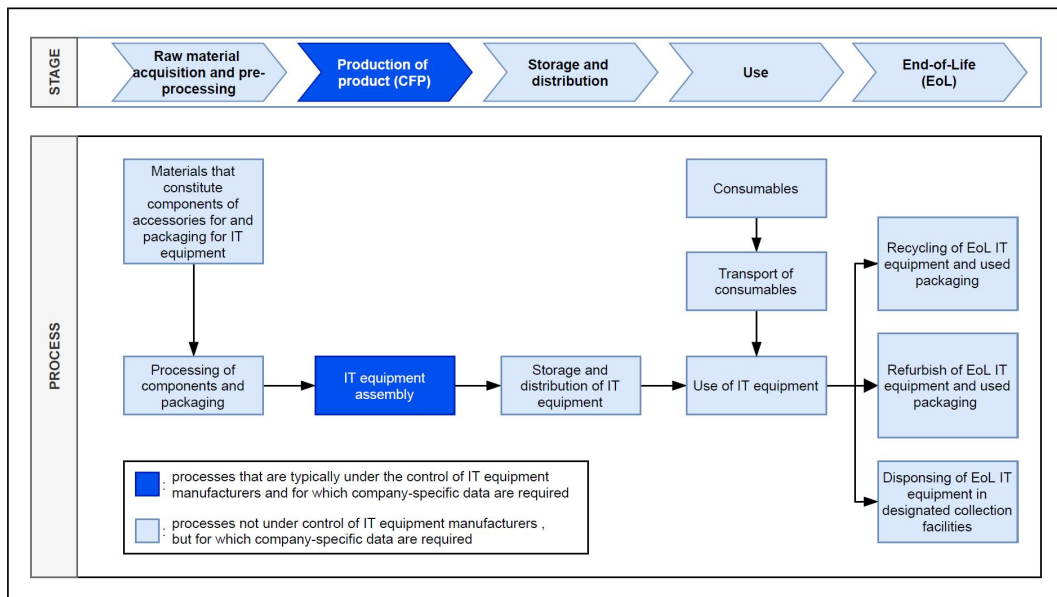 STAGE
Raw material
acquisition and pre-
processing
Production of
product (CFP)
Storage and
distribution
Use
End-of-Life
(EoL)
PROCESS
Materials that
constitute
components of
accessories for and
packaging for IT
equipment
Consumables
Transport of
consumables
Recycling of EoL IT
equipment and used
packaging
Processing of
components and
packaging
IT equipment
assembly
Storage and
distribution of IT
equipment
Use of IT equipment
Refurbish of EoL IT
equipment and used
packaging
Disponsing of EoL IT
equipment in
designated collection
facilities
: processes that are typically under the control of IT equipment
manufacturers and for which company-specific data are required
: processes not under control of IT equipment manufacturers ,
but for which company-specific data are required